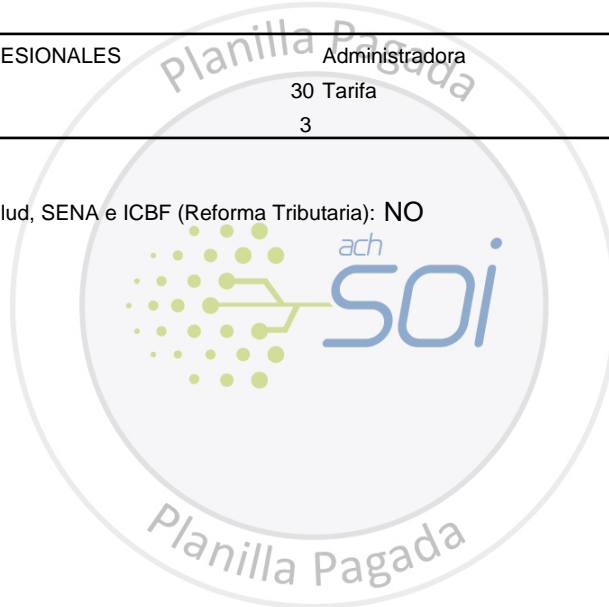 Planilla Pagada
ESIONALES Administradora
30 Tarifa
3
lud, SENA e ICBF (Reforma Tributaria): NO
ach
SOI
Planilla Pagada